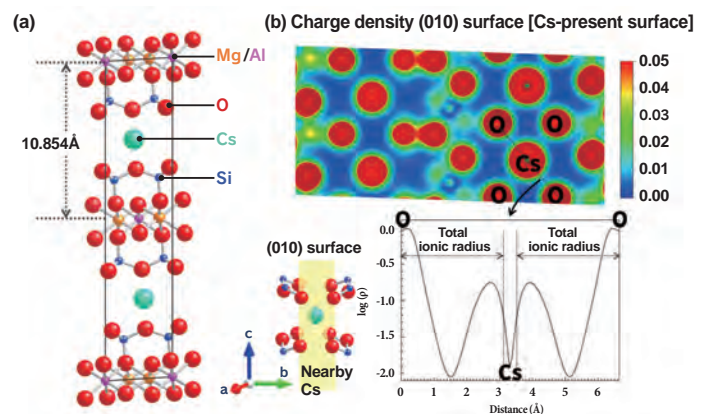 (a)
Mg/Al
O
Cs
Si
10.854Å
(010) surface
c
b
a
Nearby
Cs
(b) Charge density (010) surface [Cs-present surface]
O O
Cs
O O
0.05
0.04
0.03
0.02
0.01
0.00
O O
Total
ionic radius
Total
ionic radius
0.0
-0.5
-1.0
-1.5
-2.0
log (ρ)
Cs
0 1 2 3 4 5 6
Distance (Å)